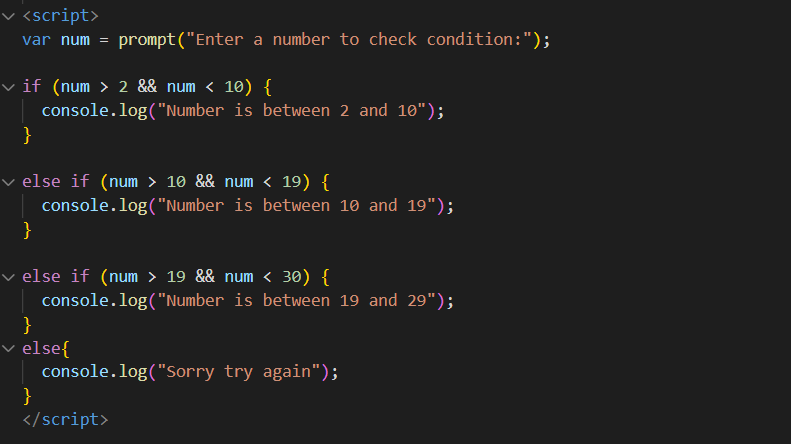 <script>
var num = prompt("Enter a number to check condition:");
if (num > 2 && num < 10) {
console.log("Number is between 2 and 10");
}
else if (num > 10 && num < 19) {
console.log("Number is between 10 and 19");
}
else if (num > 19 && num < 30) {
console.log("Number is between 19 and 29");
}
else{
console.log("Sorry try again");
}
</script>